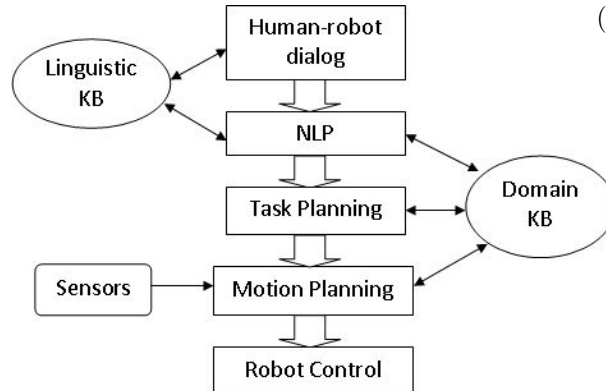 (
Human-robot
dialog
Linguistic
KB
NLP
Domain
KB
Task Planning
Sensors
Motion Planning
Robot Control